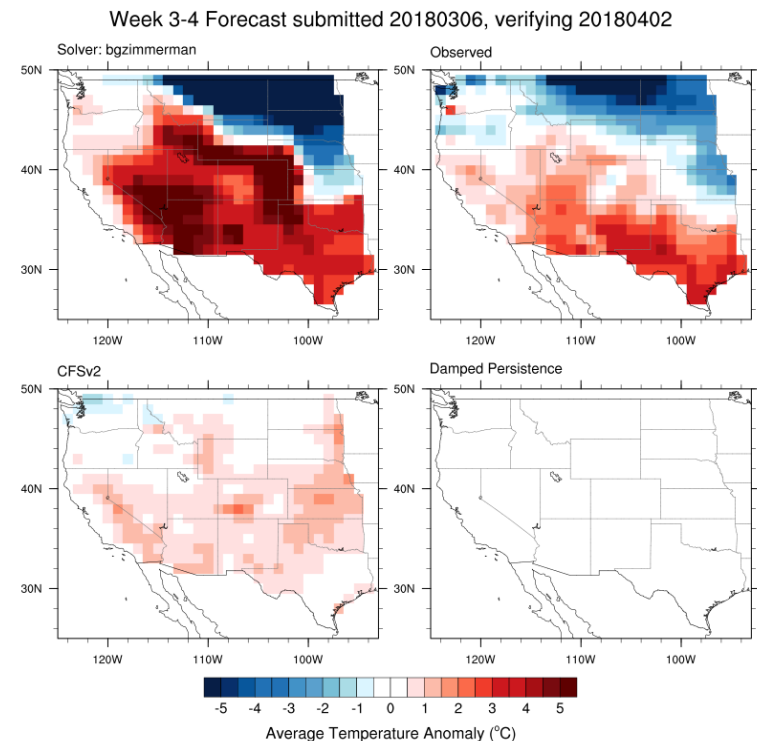 Week 3-4 Forecast submitted 20180306, verifying 20180402
Solver: bgzimmerman
Observed
50N
40N
30N
120W 110W 100W
50N
40N
30N
120W 110W 100W
CFSv2
Damped Persistence
50N
40N
30N
120W 110W 100W
50N
40N
30N
120W 110W 100W
-5 -4 -3 -2 -1 0 1 2 3 4 5
Average Temperature Anomaly (°C)